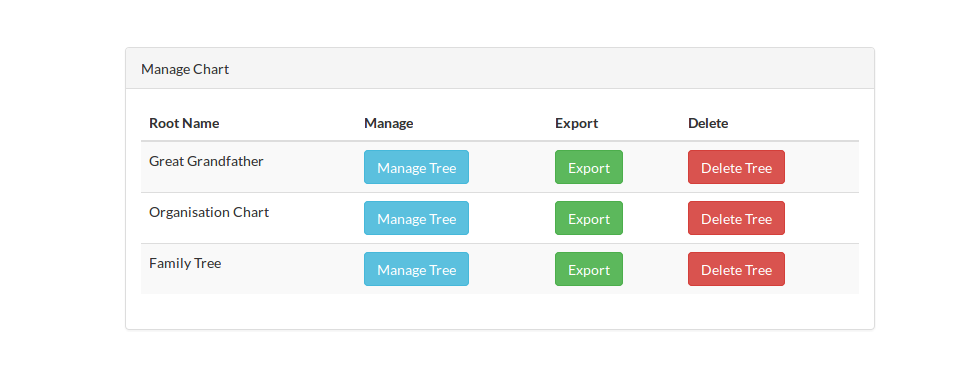 Manage Chart
Root Name Manage Export Delete
Great Grandfather Manage Tree Export Delete Tree
Organisation Chart Manage Tree Export Delete Tree
Family Tree Manage Tree Export Delete Tree